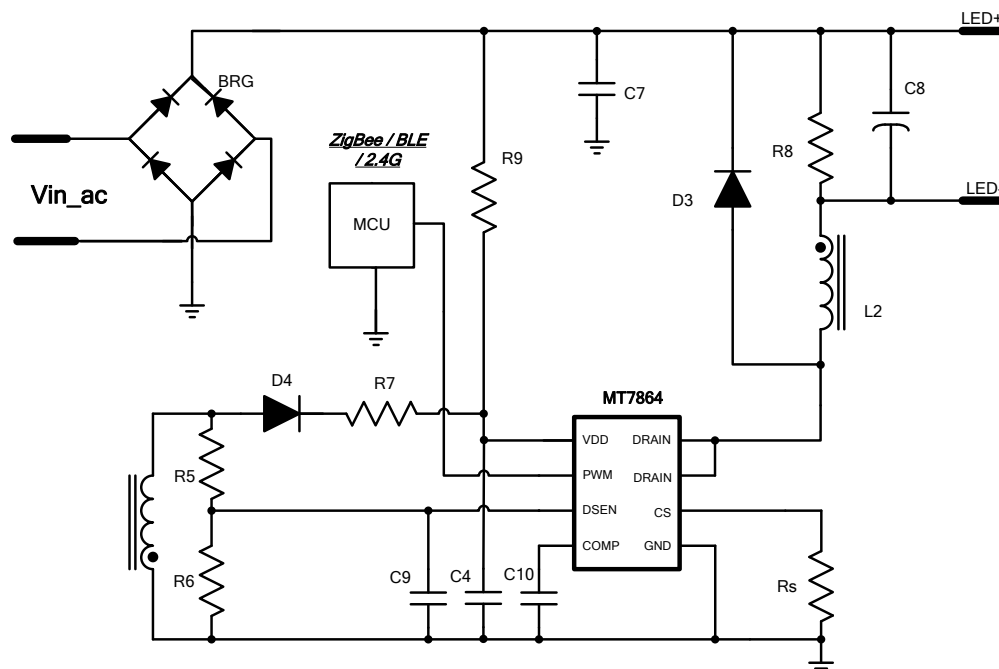 LED+
BRG
C7
C8
ZigBee / BLE
/ 2.4G
R9
R8
Vin_ac
MCU
D3
LED-
L2
D4
R7
MT7864
VDD
DRAIN
PWM
DRAIN
R5
DSEN
CS
COMP
GND
R6
C9
C4
C10
Rs